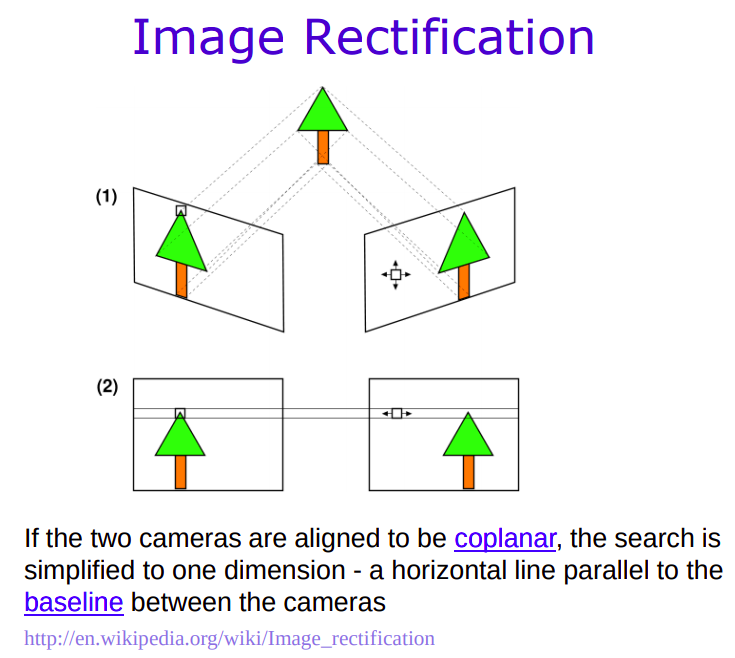 Image Rectification
(1)
(2)
If the two cameras are aligned to be coplanar, the search is
simplified to one dimension - a horizontal line parallel to the
baseline between the cameras
http://en.wikipedia.org/wiki/Image_rectification